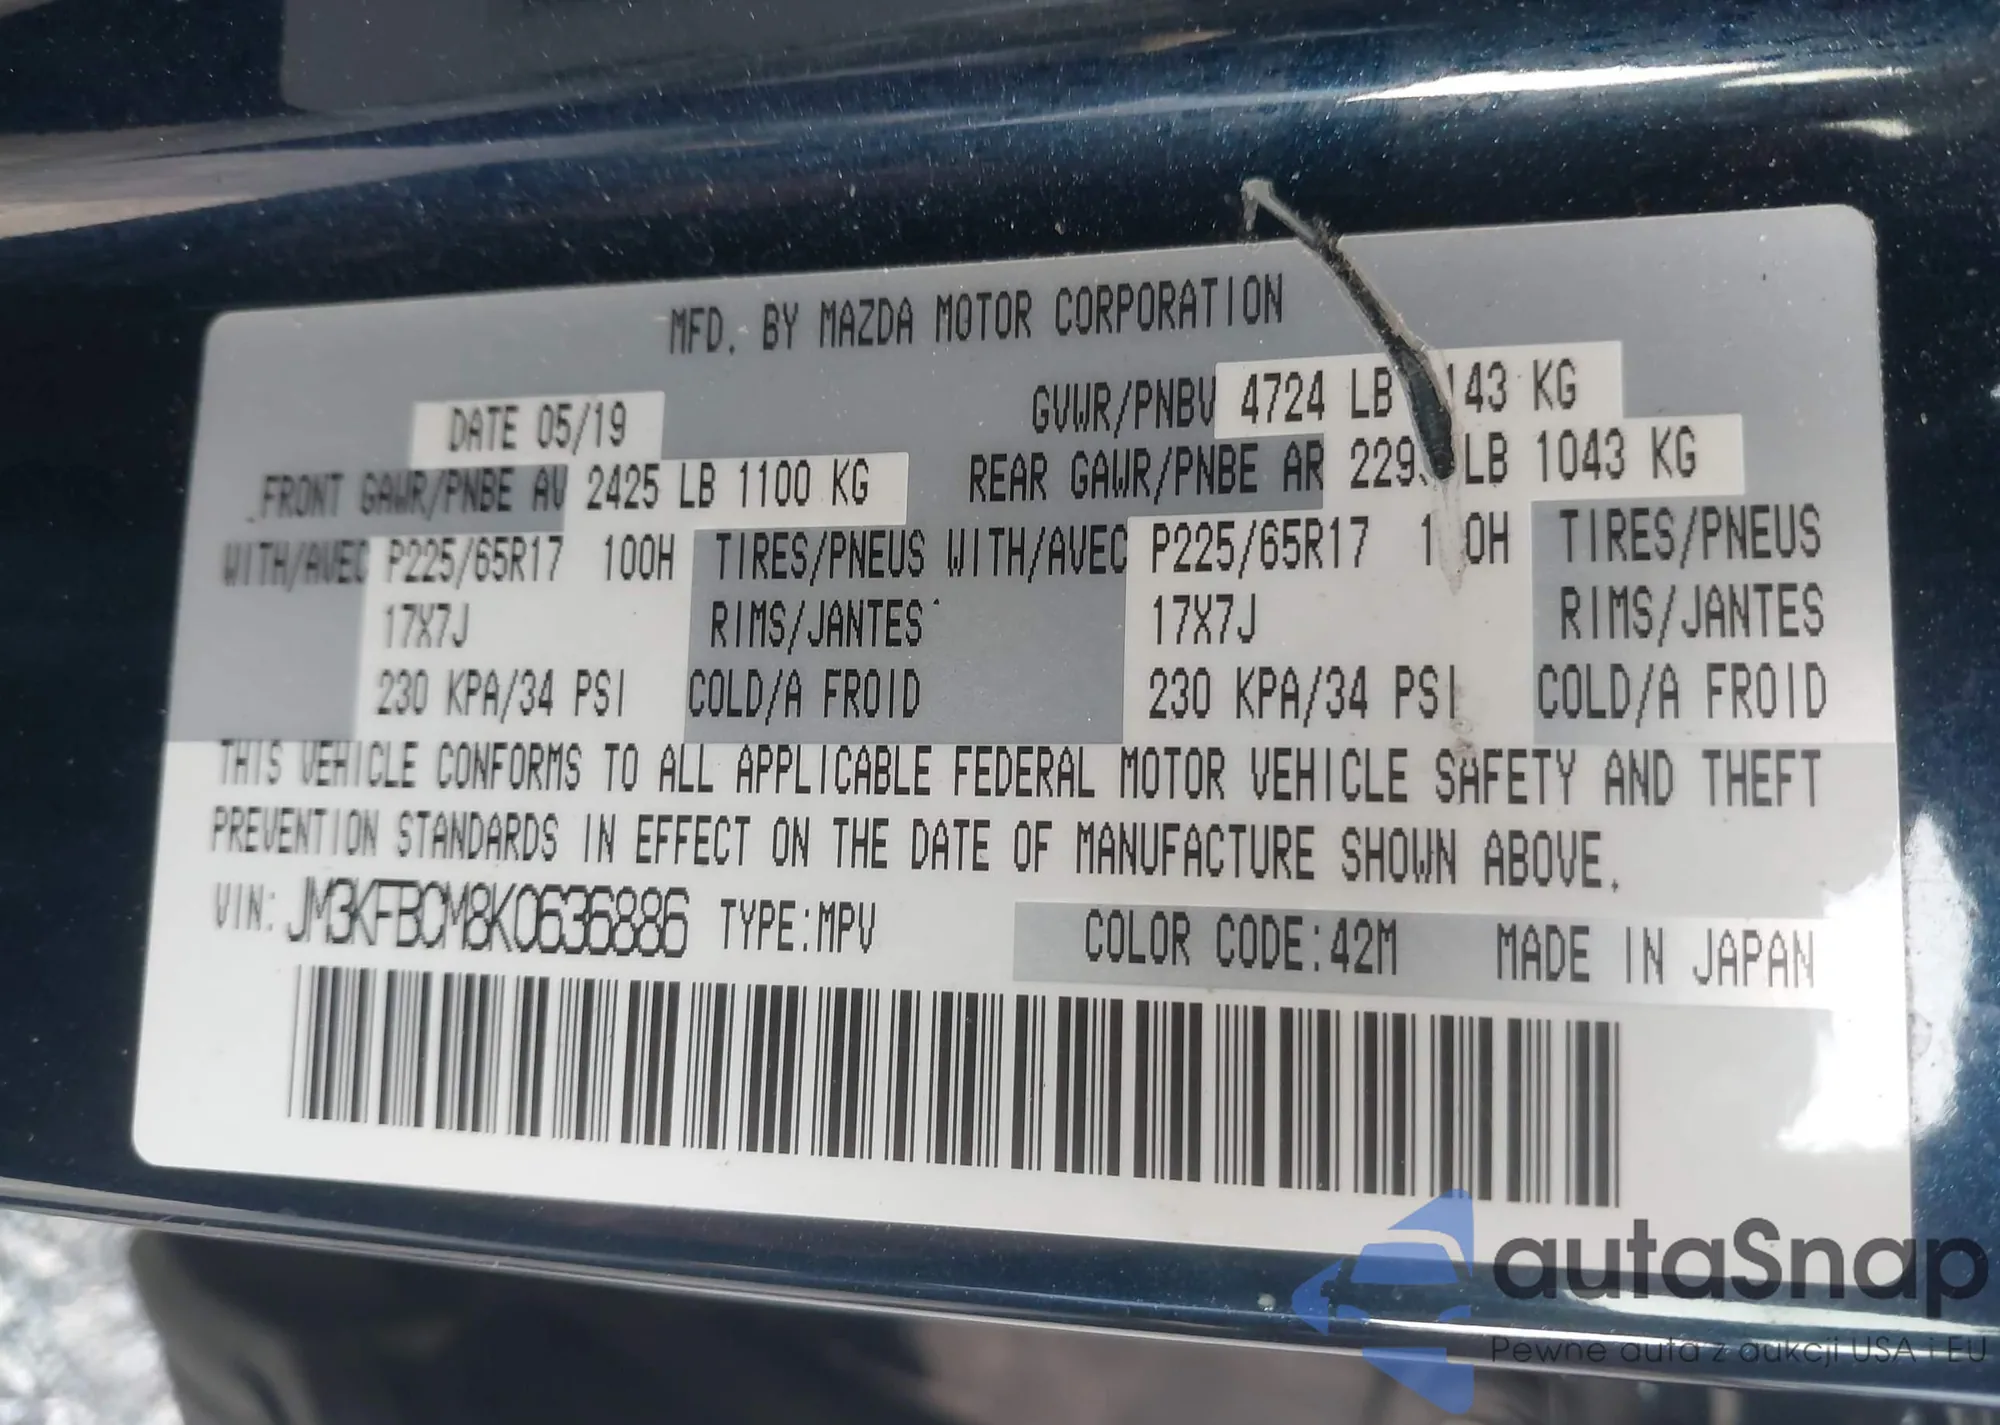 MFD. BY MAZDA MOTOR CORPORATION
DATE 05/19 GVWR/PNBV 4724 LB 143 KG
FRONT GAWR/PNBE AV 2425 LB 1100 KG REAR GAWR/PNBE AR 229 LB 1043 KG
WITH/AVEC P225/65R17 100H TIRES/PNEUS WITH/AVEC P225/65R17 1 0H TIRES/PNEUS
17X7J RIMS/JANTES 17X7J RIMS/JANTES
230 KPA/34 PSI COLD/A FROID 230 KPA/34 PSI COLD/A FROID
THIS VEHICLE CONFORMS TO ALL APPLICABLE FEDERAL MOTOR VEHICLE SAFETY AND THEFT
PREVENTION STANDARDS IN EFFECT ON THE DATE OF MANUFACTURE SHOWN ABOVE.
VIN: JM3KFBCM8K0636886 TYPE:MPV COLOR CODE:42M MADE IN JAPAN
autaSnap
Pewne auta z aukcji USA i EU